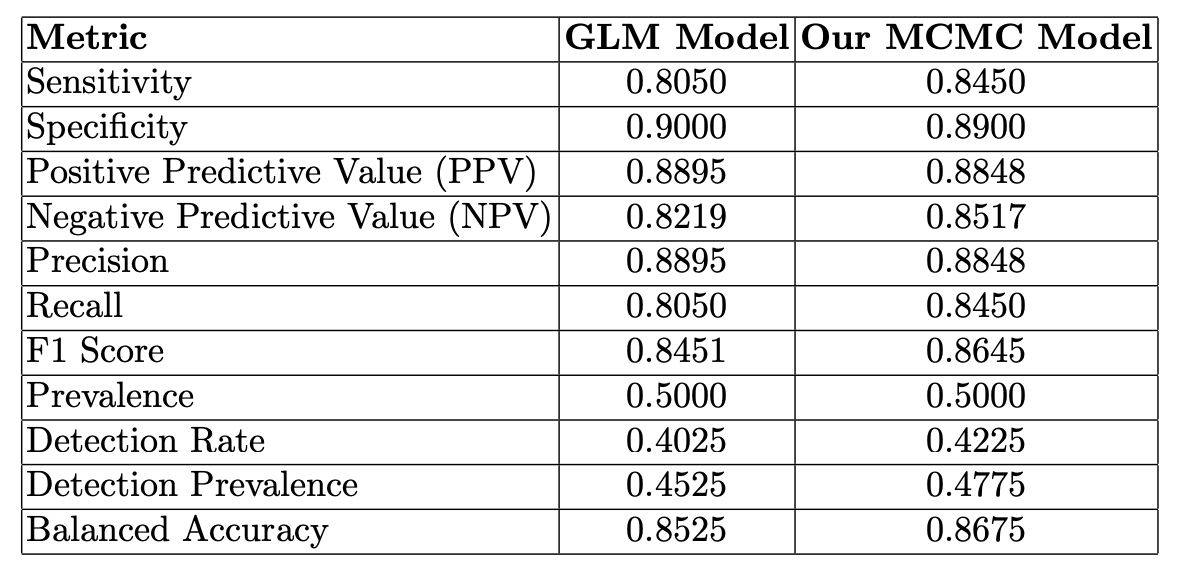 Metric GLM Model Our MCMC Model
Sensitivity 0.8050 0.8450
Specificity 0.9000 0.8900
Positive Predictive Value (PPV) 0.8895 0.8848
Negative Predictive Value (NPV) 0.8219 0.8517
Precision 0.8895 0.8848
Recall 0.8050 0.8450
F1 Score 0.8451 0.8645
Prevalence 0.5000 0.5000
Detection Rate 0.4025 0.4225
Detection Prevalence 0.4525 0.4775
Balanced Accuracy 0.8525 0.8675